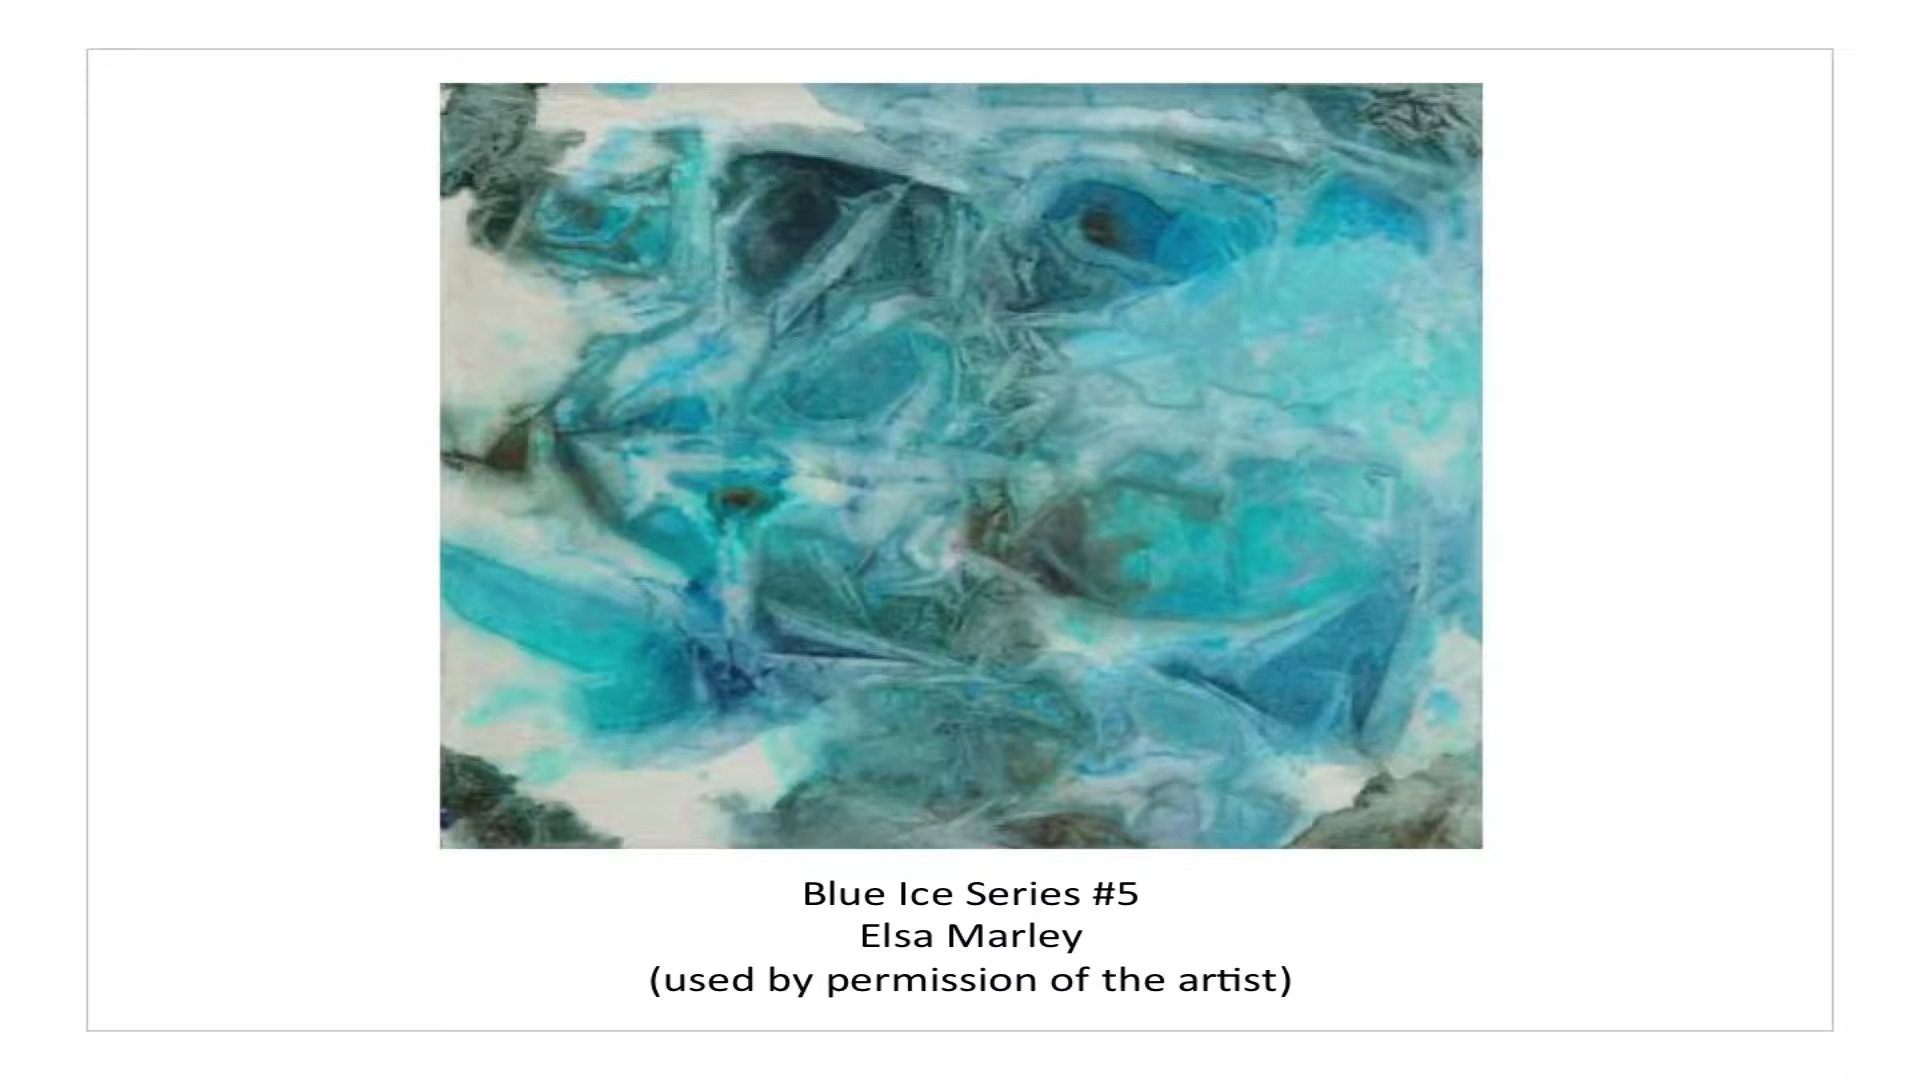 Blue Ice Series #5
Elsa Marley
(used by permission of the artist)